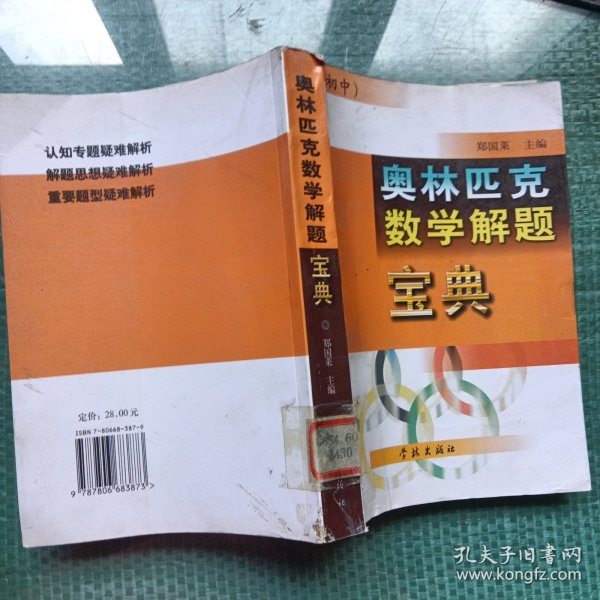 认知专题疑难解析
解题思想疑难解析
重要题型疑难解析
定价：28.00元
ISBN 7-80668-387-9
9 787806 683873 >
奥林匹克数学解题
宝典
◎
郑国莱 主编
初中）
郑国莱 主编
奥林匹克
数学解题
宝典
学林出版社
孔夫子旧书网
www.kongfz.com